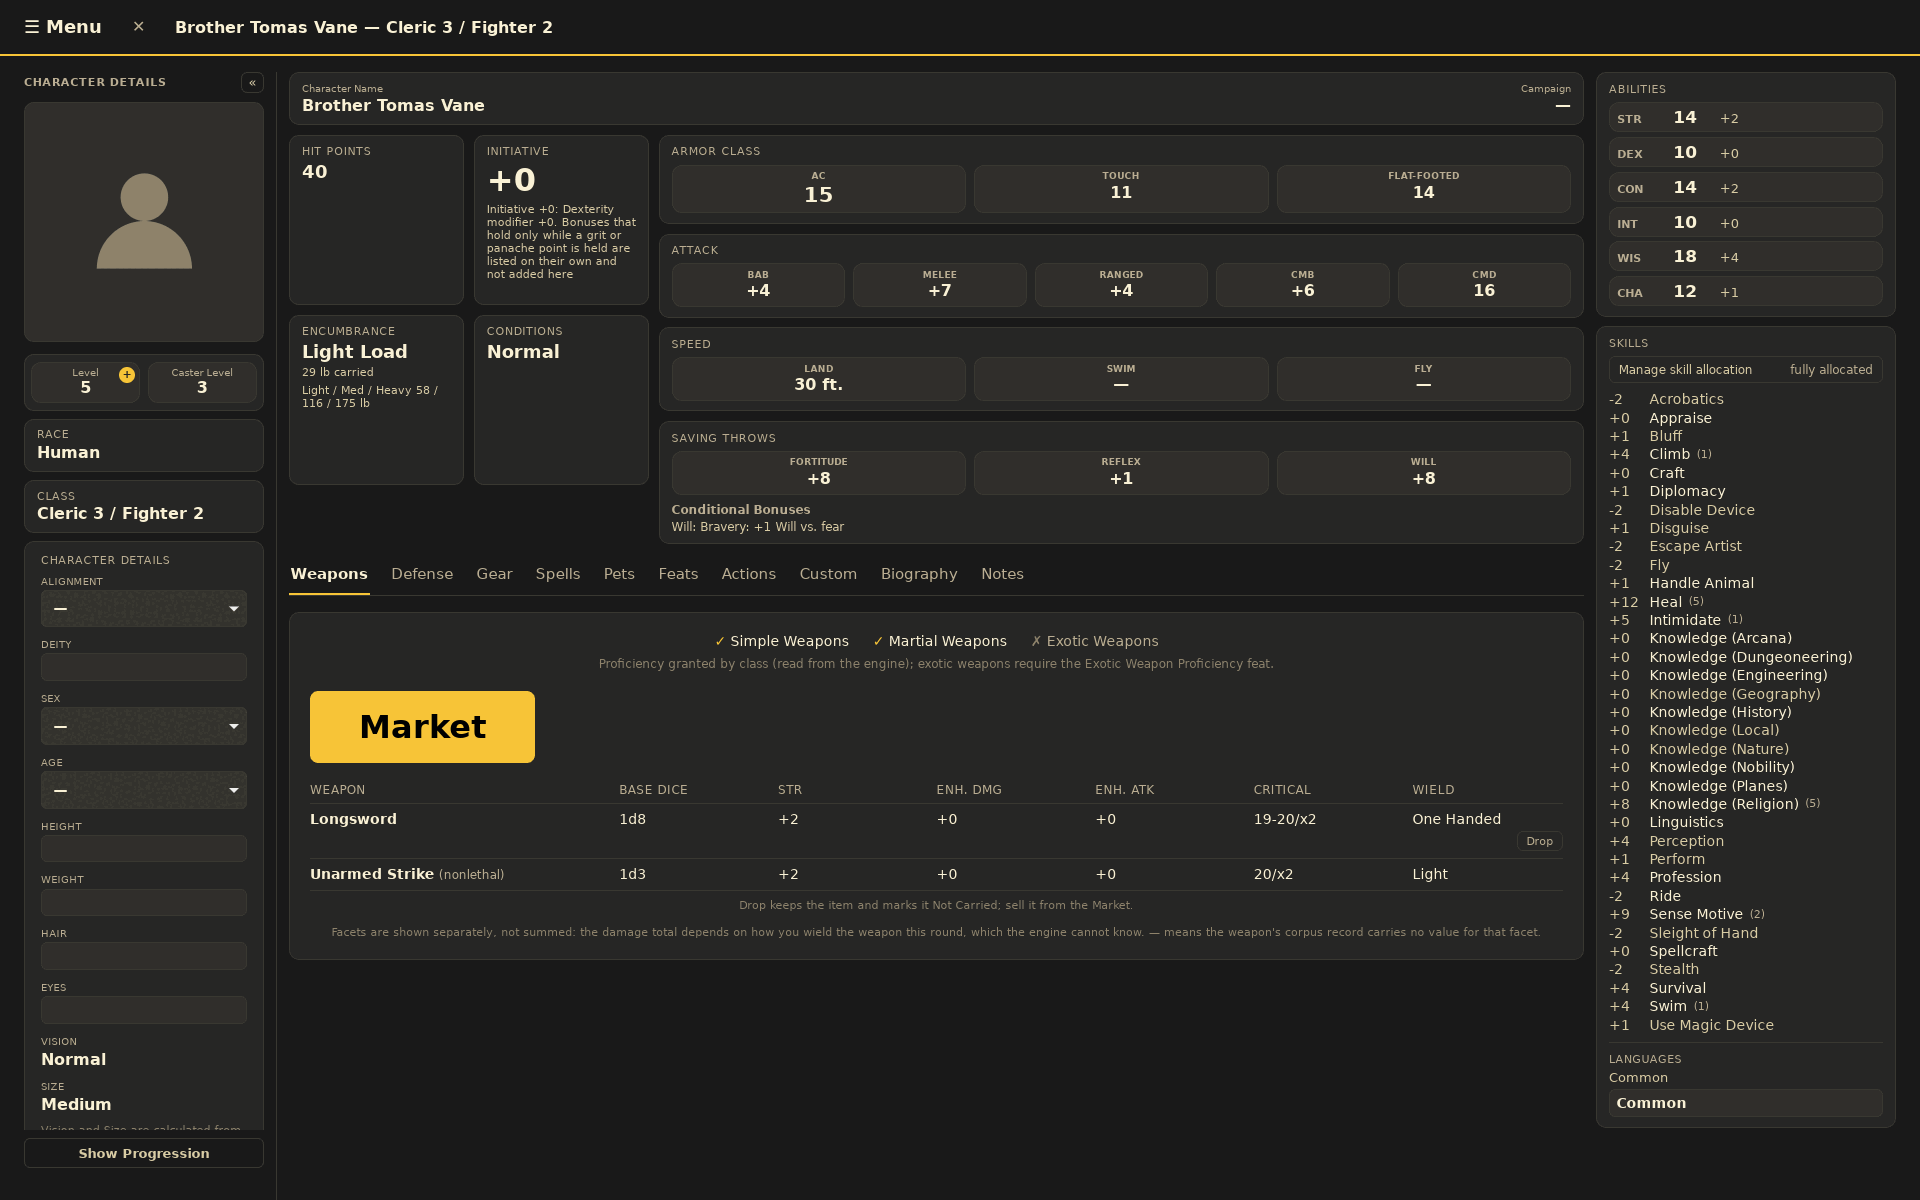 ☰ Menu ✕ Brother Tomas Vane — Cleric 3 / Fighter 2
CHARACTER DETAILS «
Level
5
+
Caster Level
3
RACE
Human
CLASS
Cleric 3 / Fighter 2
CHARACTER DETAILS
ALIGNMENT
—
DEITY
SEX
—
AGE
—
HEIGHT
WEIGHT
HAIR
EYES
VISION
Normal
SIZE
Medium
Vision and Size are calculated from
Show Progression
Character Name
Brother Tomas Vane
Campaign
—
HIT POINTS
40
INITIATIVE
+0
Initiative +0: Dexterity
modifier +0. Bonuses that
hold only while a grit or
panache point is held are
listed on their own and
not added here
ENCUMBRANCE
Light Load
29 lb carried
Light / Med / Heavy 58 /
116 / 175 lb
CONDITIONS
Normal
ARMOR CLASS
AC
15
TOUCH
11
FLAT-FOOTED
14
ATTACK
BAB
+4
MELEE
+7
RANGED
+4
CMB
+6
CMD
16
SPEED
LAND
30 ft.
SWIM
—
FLY
—
SAVING THROWS
FORTITUDE
+8
REFLEX
+1
WILL
+8
Conditional Bonuses
Will: Bravery: +1 Will vs. fear
Weapons Defense Gear Spells Pets Feats Actions Custom Biography Notes
✓ Simple Weapons ✓ Martial Weapons ✗ Exotic Weapons
Proficiency granted by class (read from the engine); exotic weapons require the Exotic Weapon Proficiency feat.
Market
WEAPON BASE DICE STR ENH. DMG ENH. ATK CRITICAL WIELD
Longsword 1d8 +2 +0 +0 19-20/x2 One Handed
Drop
Unarmed Strike (nonlethal) 1d3 +2 +0 +0 20/x2 Light
Drop keeps the item and marks it Not Carried; sell it from the Market.
Facets are shown separately, not summed: the damage total depends on how you wield the weapon this round, which the engine cannot know. — means the weapon's corpus record carries no value for that facet.
ABILITIES
STR 14 +2
DEX 10 +0
CON 14 +2
INT 10 +0
WIS 18 +4
CHA 12 +1
SKILLS
Manage skill allocation fully allocated
-2 Acrobatics
+0 Appraise
+1 Bluff
+4 Climb (1)
+0 Craft
+1 Diplomacy
-2 Disable Device
+1 Disguise
-2 Escape Artist
-2 Fly
+1 Handle Animal
+12 Heal (5)
+5 Intimidate (1)
+0 Knowledge (Arcana)
+0 Knowledge (Dungeoneering)
+0 Knowledge (Engineering)
+0 Knowledge (Geography)
+0 Knowledge (History)
+0 Knowledge (Local)
+0 Knowledge (Nature)
+0 Knowledge (Nobility)
+0 Knowledge (Planes)
+8 Knowledge (Religion) (5)
+0 Linguistics
+4 Perception
+1 Perform
+4 Profession
-2 Ride
+9 Sense Motive (2)
-2 Sleight of Hand
+0 Spellcraft
-2 Stealth
+4 Survival
+4 Swim (1)
+1 Use Magic Device
LANGUAGES
Common
Common